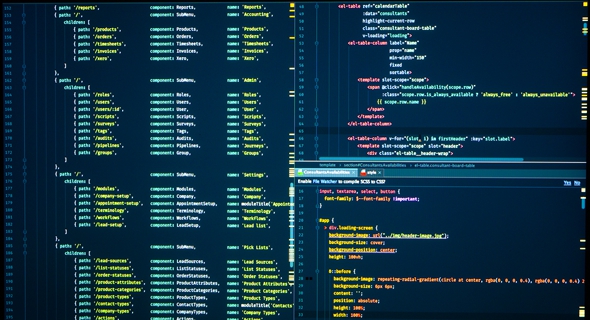 { path: '/reports', component: Reports, name: 'Reports',
{ path: '/', component: SubMenu, name: 'Accounting',
children: [
{ path: '/products', component: Products, name: 'Products',
{ path: '/orders', component: Orders, name: 'Orders',
{ path: '/timesheets', component: Timesheets, name: 'Timesheets',
{ path: '/invoices', component: Invoices, name: 'Invoices',
{ path: '/xero', component: Xero, name: 'Xero',
]
},
{ path: '/', component: SubMenu, name: 'Admin',
children: [
{ path: '/roles', component: Roles, name: 'Roles',
{ path: '/users', component: Users, name: 'Users',
{ path: '/users/:id', component: User, name: 'User',
{ path: '/scripts', component: Scripts, name: 'Scripts',
{ path: '/surveys', component: Surveys, name: 'Surveys',
{ path: '/tags', component: Tags, name: 'Tags',
{ path: '/audits', component: Audits, name: 'Audits',
{ path: '/pipelines', component: Pipelines, name: 'Journeys',
{ path: '/groups', component: Group, name: 'Groups',
]
},
{ path: '/', component: SubMenu, name: 'Settings',
children: [
{ path: '/modules', component: Modules, name: 'Modules',
{ path: '/company-setup', component: Company, name: 'Company',
{ path: '/appointment-setup', component: AppointmentSetup, name: moduleTitle('Appoint
{ path: '/terminology', component: Terminology, name: 'Terminology',
{ path: '/workflows', component: Workflows, name: 'Workflows',
{ path: '/lead-setup', component: LeadSetup, name: 'Lead list',
]
},
{ path: '/', component: SubMenu, name: 'Pick Lists',
children: [
{ path: '/lead-sources', component: LeadSources, name: 'Lead Sources',
{ path: '/list-statuses', component: ListStatuses, name: 'List Statuses',
{ path: '/order-statuses', component: OrderStatuses, name: 'Order Statuses',
{ path: '/product-attributes', component: ProductAttributes, name: 'Product Attributes'
{ path: '/product-categories', component: ProductCategories, name: 'Product Categories'
{ path: '/product-types', component: ProductTypes, name: 'Product Types',
{ path: '/contact-types', component: ContactTypes, name: moduleTitle('Contacts
{ path: '/company-types', component: CompanyTypes, name: 'Company Types',
{ path: '/actions', component: Actions, name: 'Actions',
<el-table ref="calendarTable"
:data="consultants"
highlight-current-row
class="consultant-board-table"
v-loading="loading">
<el-table-column label="Name"
prop="name"
min-width="150"
fixed
sortable>
<template slot-scope="scope">
<span @click="handleAvailability(scope.row)"
:class="scope.row.is_always_available ? 'always_free' : 'always_unavailable'">
{{ scope.row.name }}
</span>
</template>
</el-table-column>
<el-table-column v-for="(slot, i) in firstHeader" :key="slot.label">
<template slot="header" slot-scope="scope">
<div class="el-table__header-wrap">
template
el-table.consultant-board-table
style
Enable File Watcher to compile SCSS to CSS? Yes No
input, textarea, select, button {
font-family: $--font-family !important;
}
#app {
> div.loading-screen {
background-image: url("../img/header-image.jpg");
background-size: cover;
background-position: center;
height: 100vh;
&::before {
background-image: repeating-radial-gradient(circle at center, rgba(0, 0, 0, 0.4), rgba(0, 0, 0, 0.4)
background-size: 6px 6px;
content: '';
position: absolute;
height: 100%;
width: 100%;